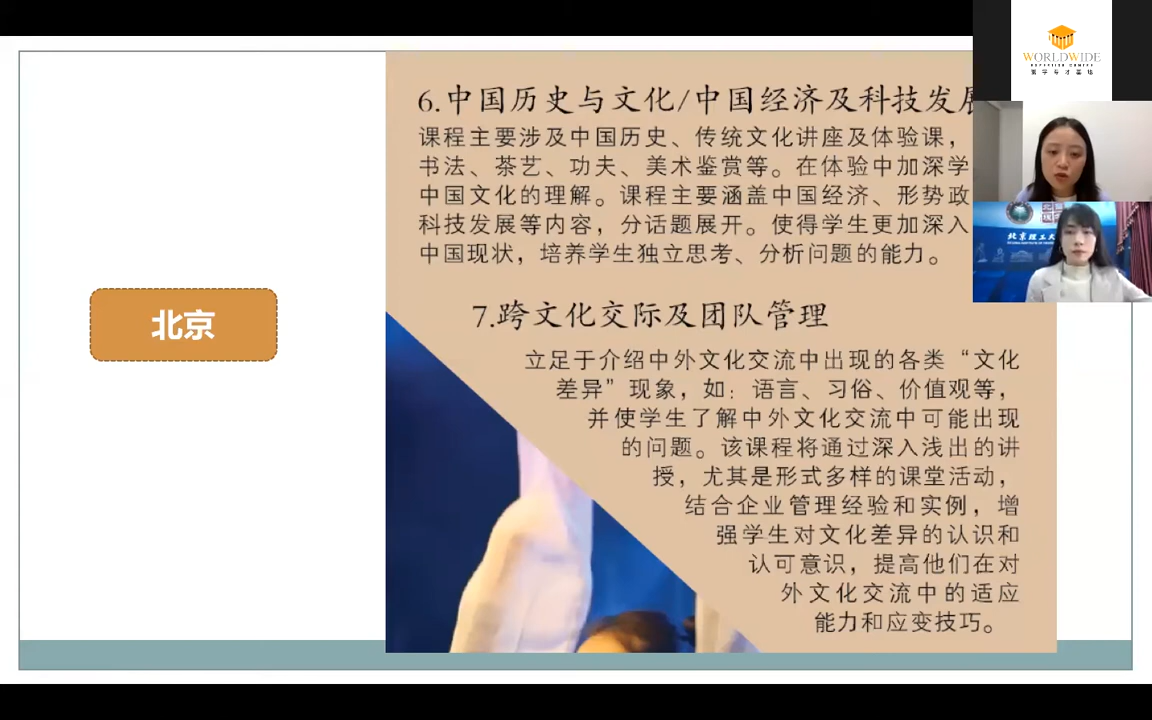 6.中国历史与文化/中国经济及科技发展
课程主要涉及中国历史、传统文化讲座及体验课，
书法、茶艺、功夫、美术鉴赏等。在体验中加深学
中国文化的理解。课程主要涵盖中国经济、形势政
科技发展等内容，分话题展开。使得学生更加深入
中国现状，培养学生独立思考、分析问题的能力。
北京
7.跨文化交际及团队管理
立足于介绍中外文化交流中出现的各类“文化
差异”现象，如：语言、习俗、价值观等，
并使学生了解中外文化交流中可能出现
的问题。该课程将通过深入浅出的讲
授，尤其是形式多样的课堂活动，
结合企业管理经验和实例，增
强学生对文化差异的认识和
认可意识，提高他们在对
外文化交流中的适应
能力和应变技巧。
WORLDWIDE
寰宇专才基地
北京理工大